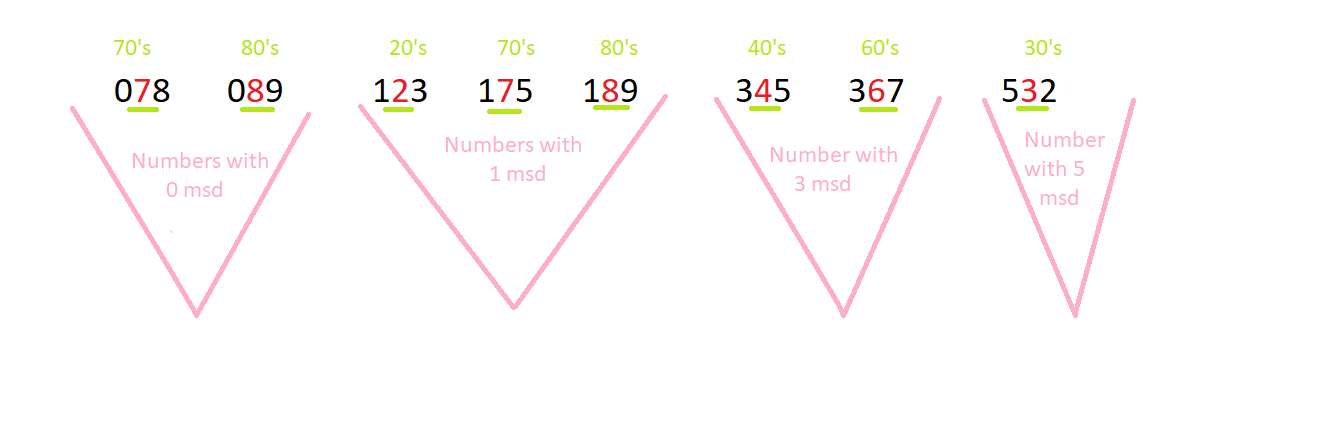 70's 80's 20's 70's 80's 40's 60's 30's
078 089 123 175 189 345 367 532
Numbers with
0 msd
Numbers with
1 msd
Number with
3 msd
Number
with 5
msd